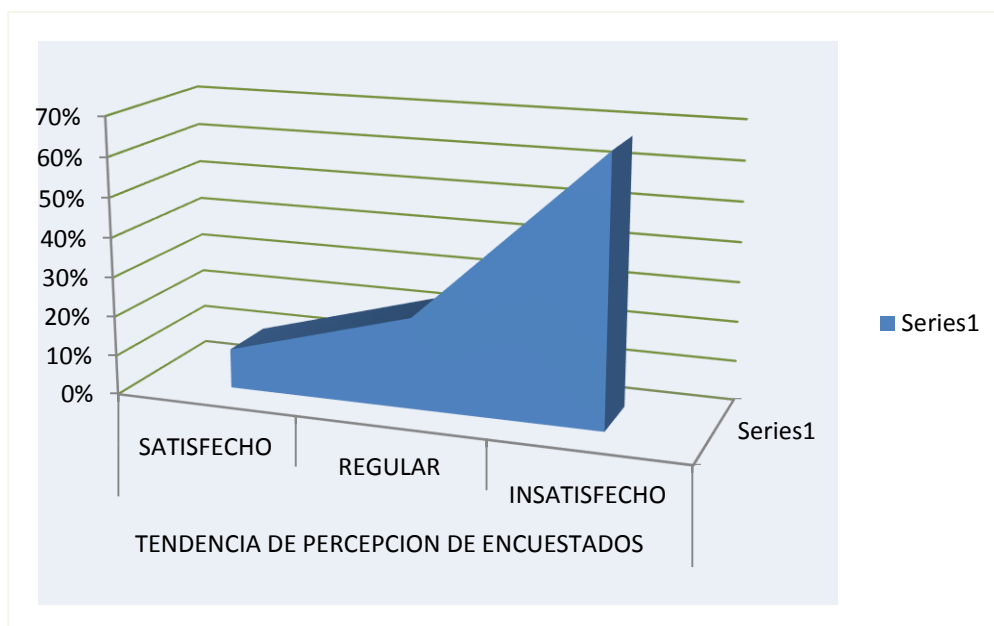 70%
60%
50%
40%
30%
20%
10%
0%
SATISFECHO
REGULAR
INSATISFECHO
TENDENCIA DE PERCEPCION DE ENCUESTADOS
Series1
Series1